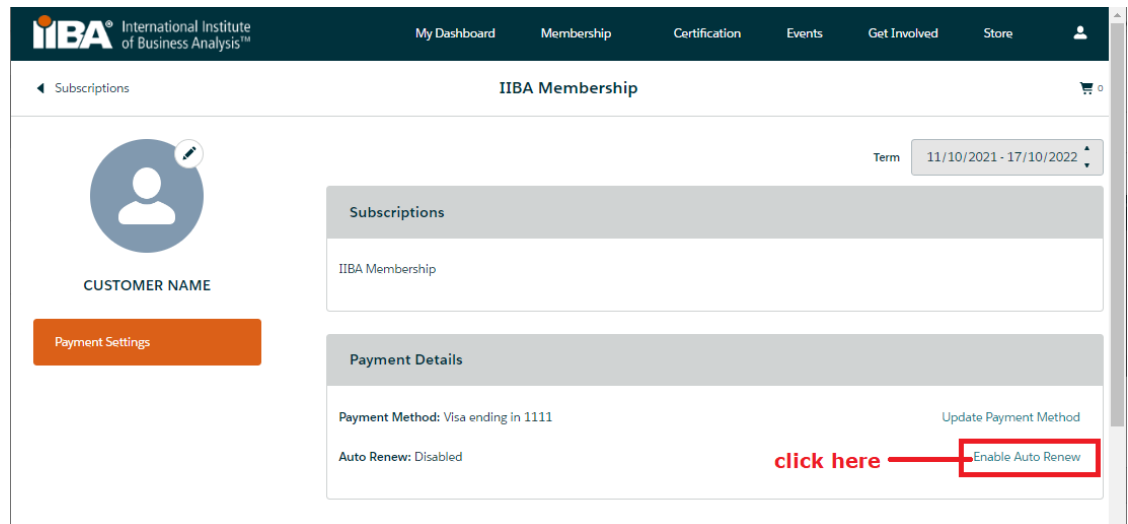 iiBA® International Institute
of Business Analysis™
My Dashboard Membership Certification Events Get Involved Store
Subscriptions IIBA Membership 0
Term 11/10/2021 - 17/10/2022
Subscriptions
IIBA Membership
CUSTOMER NAME
Payment Settings
Payment Details
Payment Method: Visa ending in 1111 Update Payment Method
Auto Renew: Disabled click here Enable Auto Renew